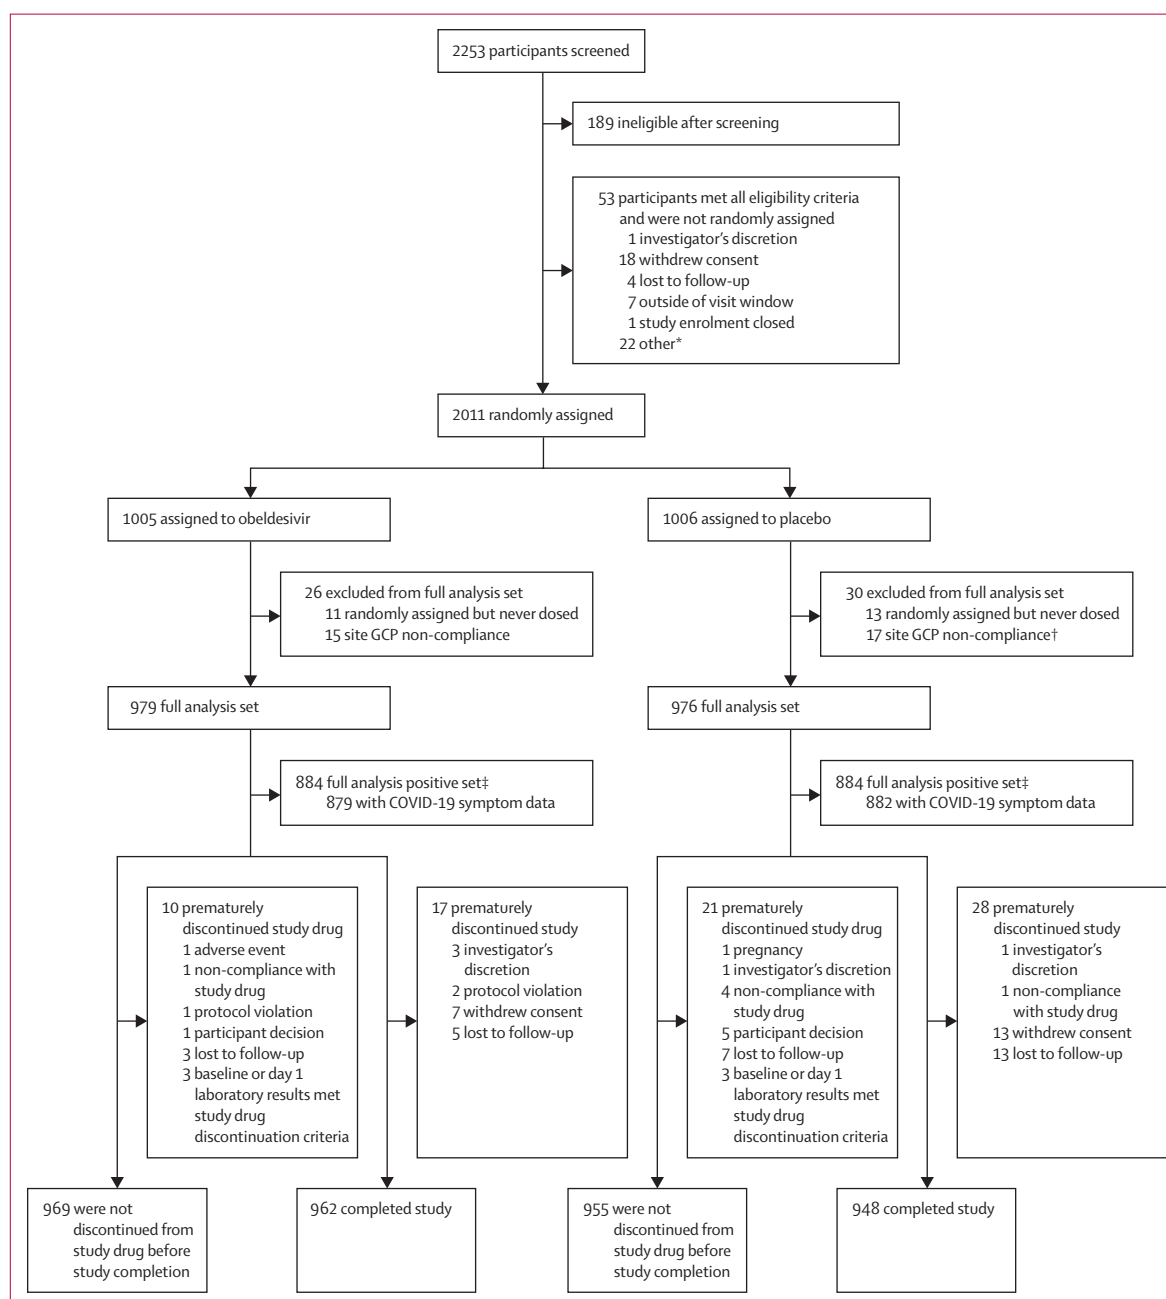 2253 participants screened
189 ineligible after screening
53 participants met all eligibility criteria
and were not randomly assigned
1 investigator's discretion
18 withdrew consent
4 lost to follow-up
7 outside of visit window
1 study enrolment closed
22 other*
2011 randomly assigned
1005 assigned to obeldesivir
26 excluded from full analysis set
11 randomly assigned but never dosed
15 site GCP non-compliance
979 full analysis set
884 full analysis positive set‡
879 with COVID-19 symptom data
10 prematurely
discontinued study drug
1 adverse event
1 non-compliance with
study drug
1 protocol violation
1 participant decision
3 lost to follow-up
3 baseline or day 1
laboratory results met
study drug
discontinuation criteria
17 prematurely
discontinued study
3 investigator's
discretion
2 protocol violation
7 withdrew consent
5 lost to follow-up
969 were not
discontinued from
study drug before
study completion
962 completed study
1006 assigned to placebo
30 excluded from full analysis set
13 randomly assigned but never dosed
17 site GCP non-compliance†
976 full analysis set
884 full analysis positive set‡
882 with COVID-19 symptom data
21 prematurely
discontinued study drug
1 pregnancy
1 investigator's discretion
4 non-compliance with
study drug
5 participant decision
7 lost to follow-up
3 baseline or day 1
laboratory results met
study drug
discontinuation criteria
28 prematurely
discontinued study
1 investigator's
discretion
1 non-compliance
with study drug
13 withdrew consent
13 lost to follow-up
955 were not
discontinued from
study drug before
study completion
948 completed study